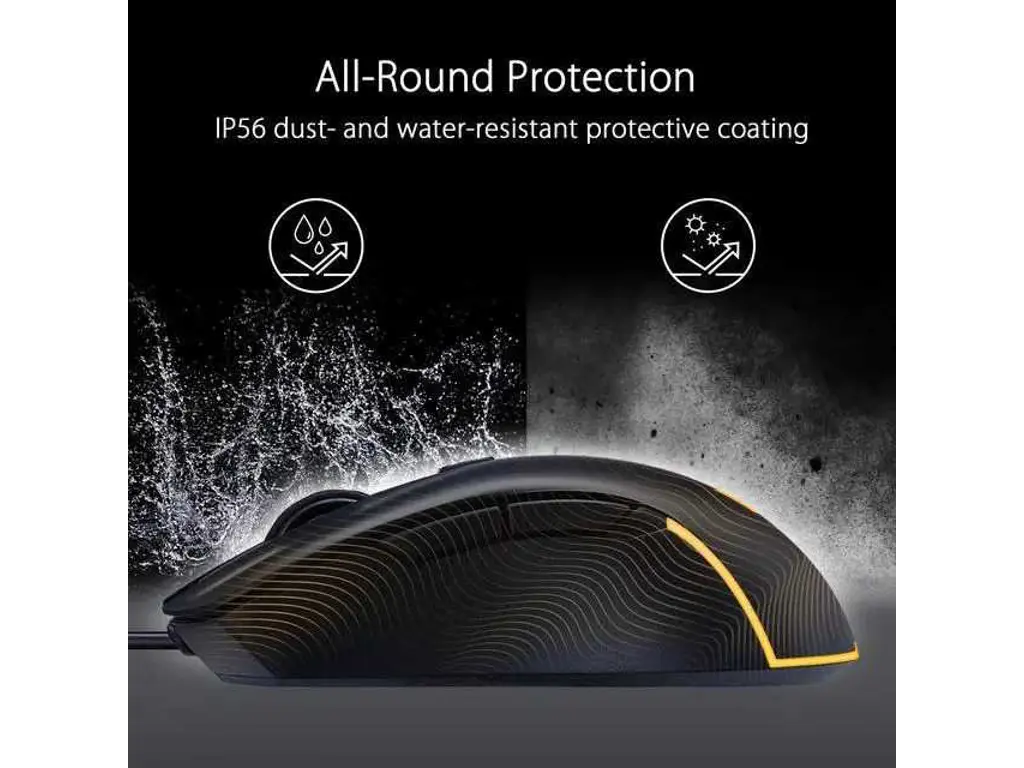 All-Round Protection
IP56 dust- and water-resistant protective coating